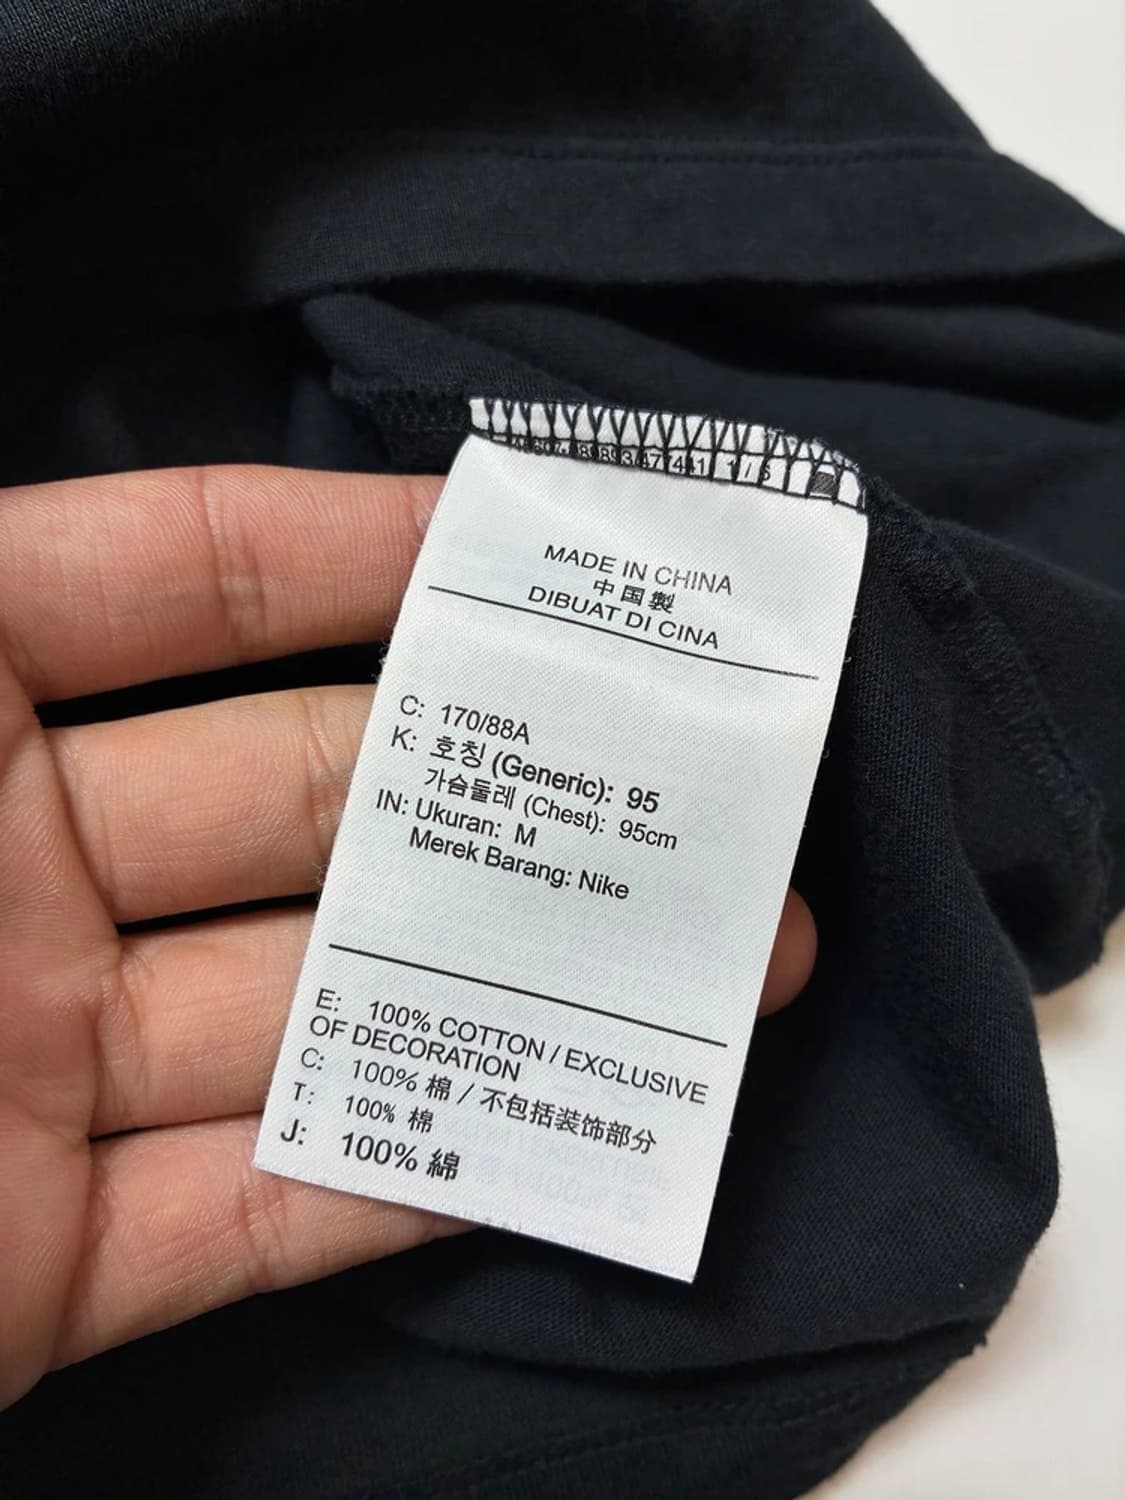 MADE IN CHINA
中国製
DIBUAT DI CINA
C: 170/88A
K: 호칭 (Generic): 95
가슴둘레 (Chest): 95cm
IN: Ukuran: M
Merek Barang: Nike
E: 100% COTTON / EXCLUSIVE
OF DECORATION
C: 100% 棉 / 不包括装饰部分
T: 100% 棉
J: 100% 綿